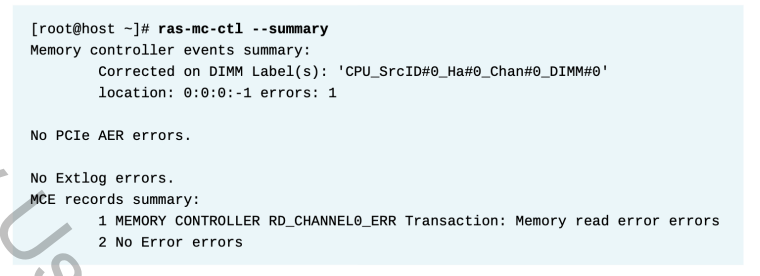 [root@host ~]# ras-mc-ctl --summary
Memory controller events summary:
Corrected on DIMM Label(s): 'CPU_SrcID#0_Ha#0_Chan#0_DIMM#0'
location: 0:0:0:-1 errors: 1
No PCIe AER errors.
No Extlog errors.
MCE records summary:
1 MEMORY CONTROLLER RD_CHANNEL0_ERR Transaction: Memory read error errors
2 No Error errors